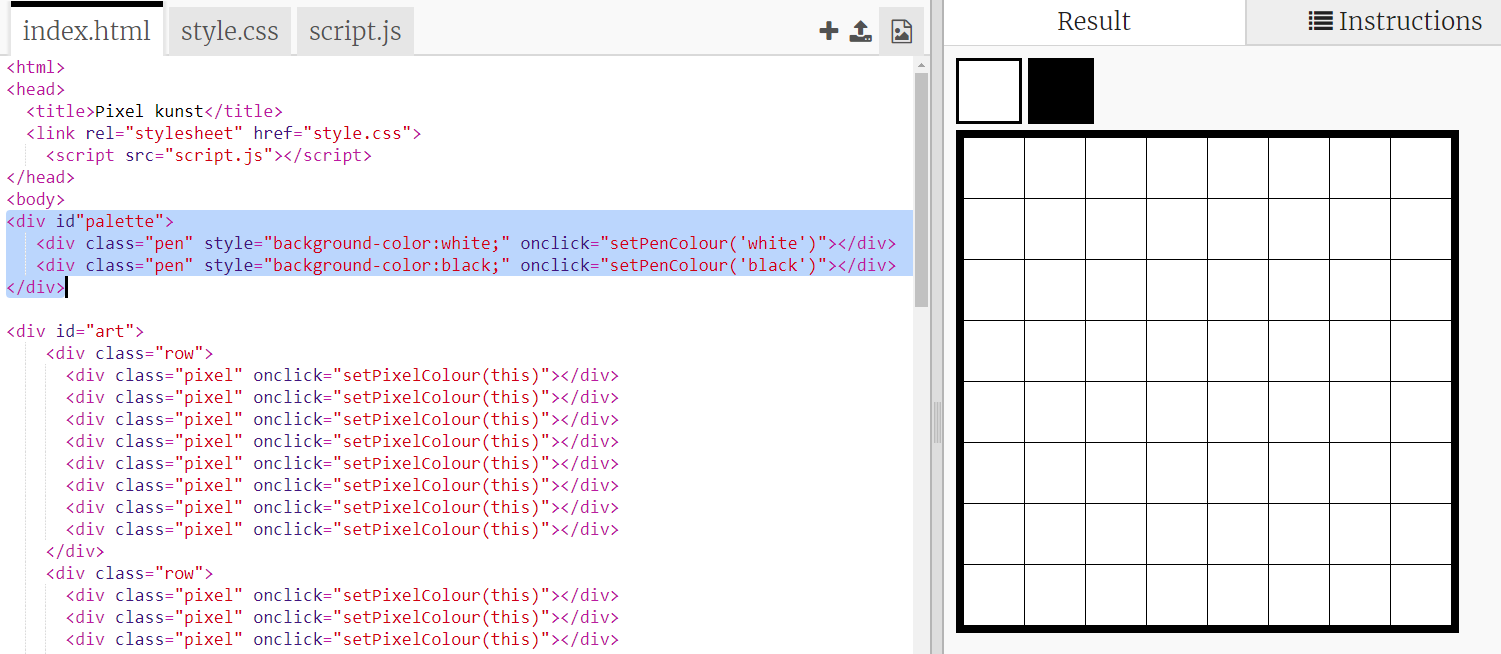 index.html style.css script.js
Result Instructions
<html>
<head>
<title>Pixel kunst</title>
<link rel="stylesheet" href="style.css">
<script src="script.js"></script>
</head>
<body>
<div id"palette">
<div class="pen" style="background-color:white;" onclick="setPenColour('white')"></div>
<div class="pen" style="background-color:black;" onclick="setPenColour('black')"></div>
</div>
<div id="art">
<div class="row">
<div class="pixel" onclick="setPixelColour(this)"></div>
<div class="pixel" onclick="setPixelColour(this)"></div>
<div class="pixel" onclick="setPixelColour(this)"></div>
<div class="pixel" onclick="setPixelColour(this)"></div>
<div class="pixel" onclick="setPixelColour(this)"></div>
<div class="pixel" onclick="setPixelColour(this)"></div>
<div class="pixel" onclick="setPixelColour(this)"></div>
<div class="pixel" onclick="setPixelColour(this)"></div>
</div>
<div class="row">
<div class="pixel" onclick="setPixelColour(this)"></div>
<div class="pixel" onclick="setPixelColour(this)"></div>
<div class="pixel" onclick="setPixelColour(this)"></div>